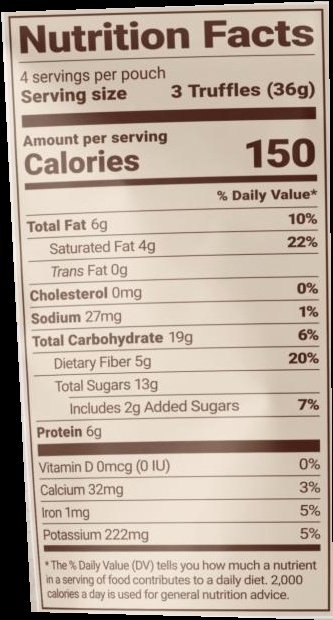 Nutrition Facts
4 servings per pouch
Serving size 3 Truffles (36g)
Amount per serving
Calories 150
% Daily Value*
Total Fat 6g 10%
Saturated Fat 4g 22%
Trans Fat 0g
Cholesterol 0mg 0%
Sodium 27mg 1%
Total Carbohydrate 19g 6%
Dietary Fiber 5g 20%
Total Sugars 13g
Includes 2g Added Sugars 7%
Protein 6g
Vitamin D 0mcg (0 IU) 0%
Calcium 32mg 3%
Iron 1mg 5%
Potassium 222mg 5%
* The % Daily Value (DV) tells you how much a nutrient
in a serving of food contributes to a daily diet. 2,000
calories a day is used for general nutrition advice.